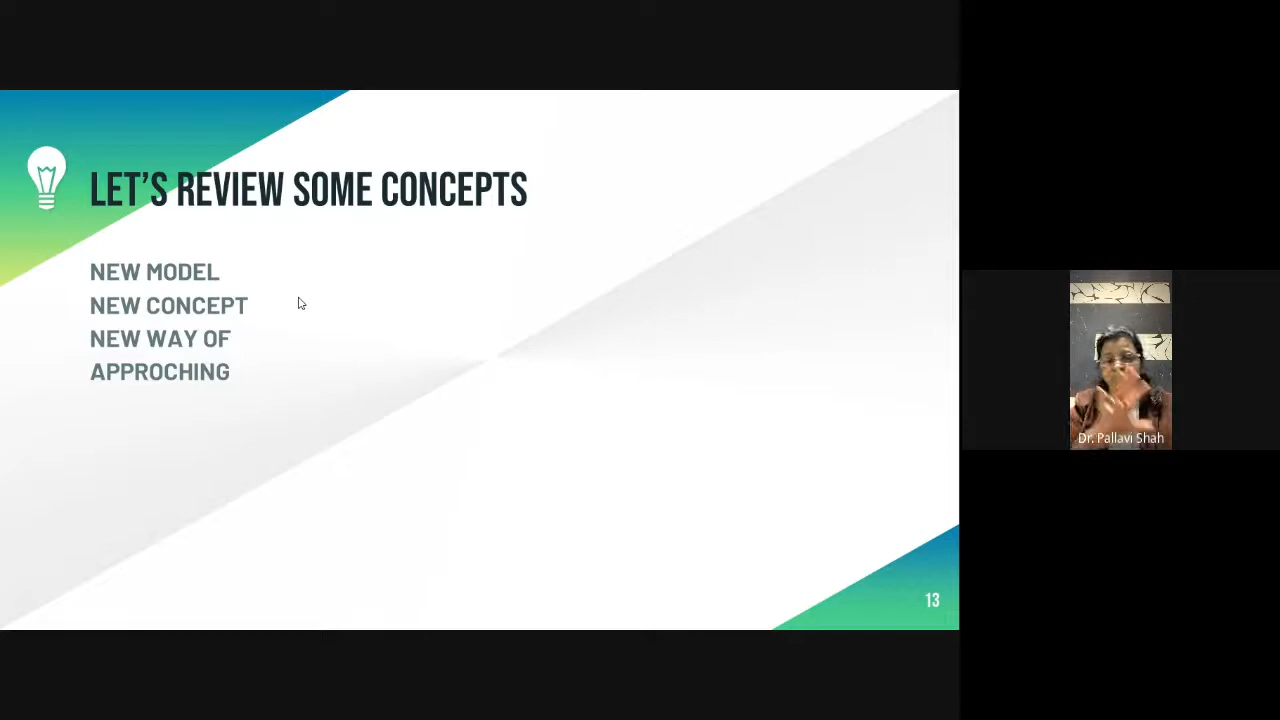 LET’S REVIEW SOME CONCEPTS
NEW MODEL
NEW CONCEPT
NEW WAY OF
APPROCHING
13
Dr. Pallavi Shah